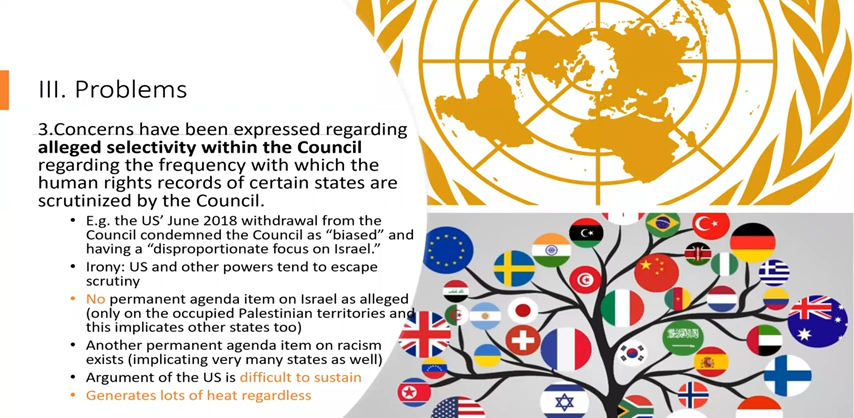 III. Problems
3.Concerns have been expressed regarding
alleged selectivity within the Council
regarding the frequency with which the
human rights records of certain states are
scrutinized by the Council.
• E.g. the US’ June 2018 withdrawal from the
Council condemned the Council as “biased” and
having a “disproportionate focus on Israel.”
• Irony: US and other powers tend to escape
scrutiny
• No permanent agenda item on Israel as alleged
(only on the occupied Palestinian territories and
this implicates other states too)
• Another permanent agenda item on racism
exists (implicating very many states as well)
• Argument of the US is difficult to sustain
• Generates lots of heat regardless